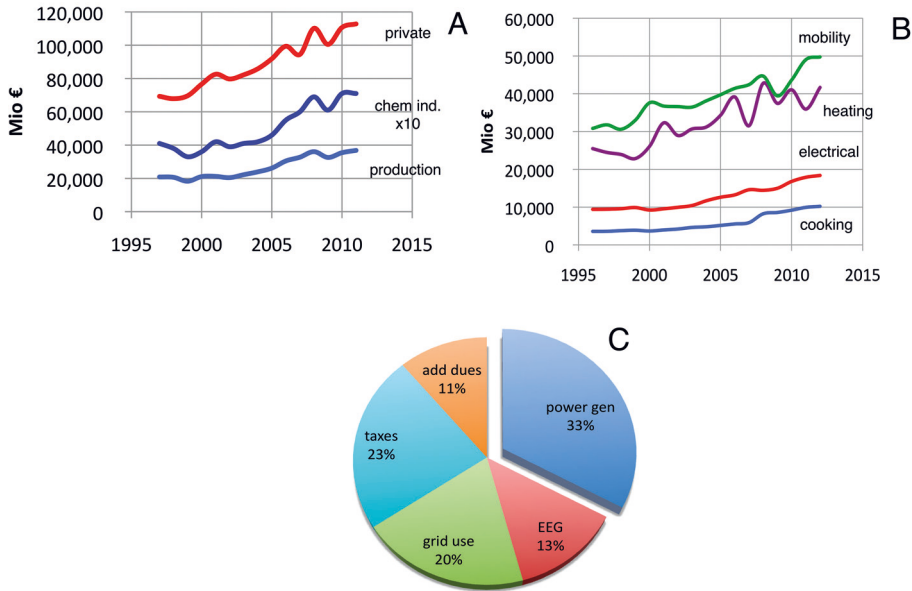 A
Mio €
120,000
100,000
80,000
60,000
40,000
20,000
0
private
chem ind.
x10
production
1995 2000 2005 2010 2015
B
Mio €
60,000
50,000
40,000
30,000
20,000
10,000
0
mobility
heating
electrical
cooking
1995 2000 2005 2010 2015
C
add dues
11%
power gen
33%
taxes
23%
EEG
13%
grid use
20%